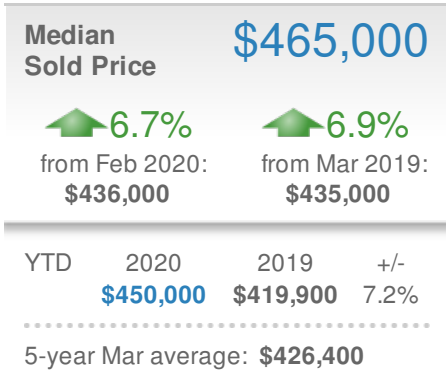 Median $465,000
Sold Price
6.7% 6.9%
from Feb 2020: from Mar 2019:
$436,000 $435,000
YTD 2020 2019 +/-
$450,000 $419,900 7.2%
5-year Mar average: $426,400